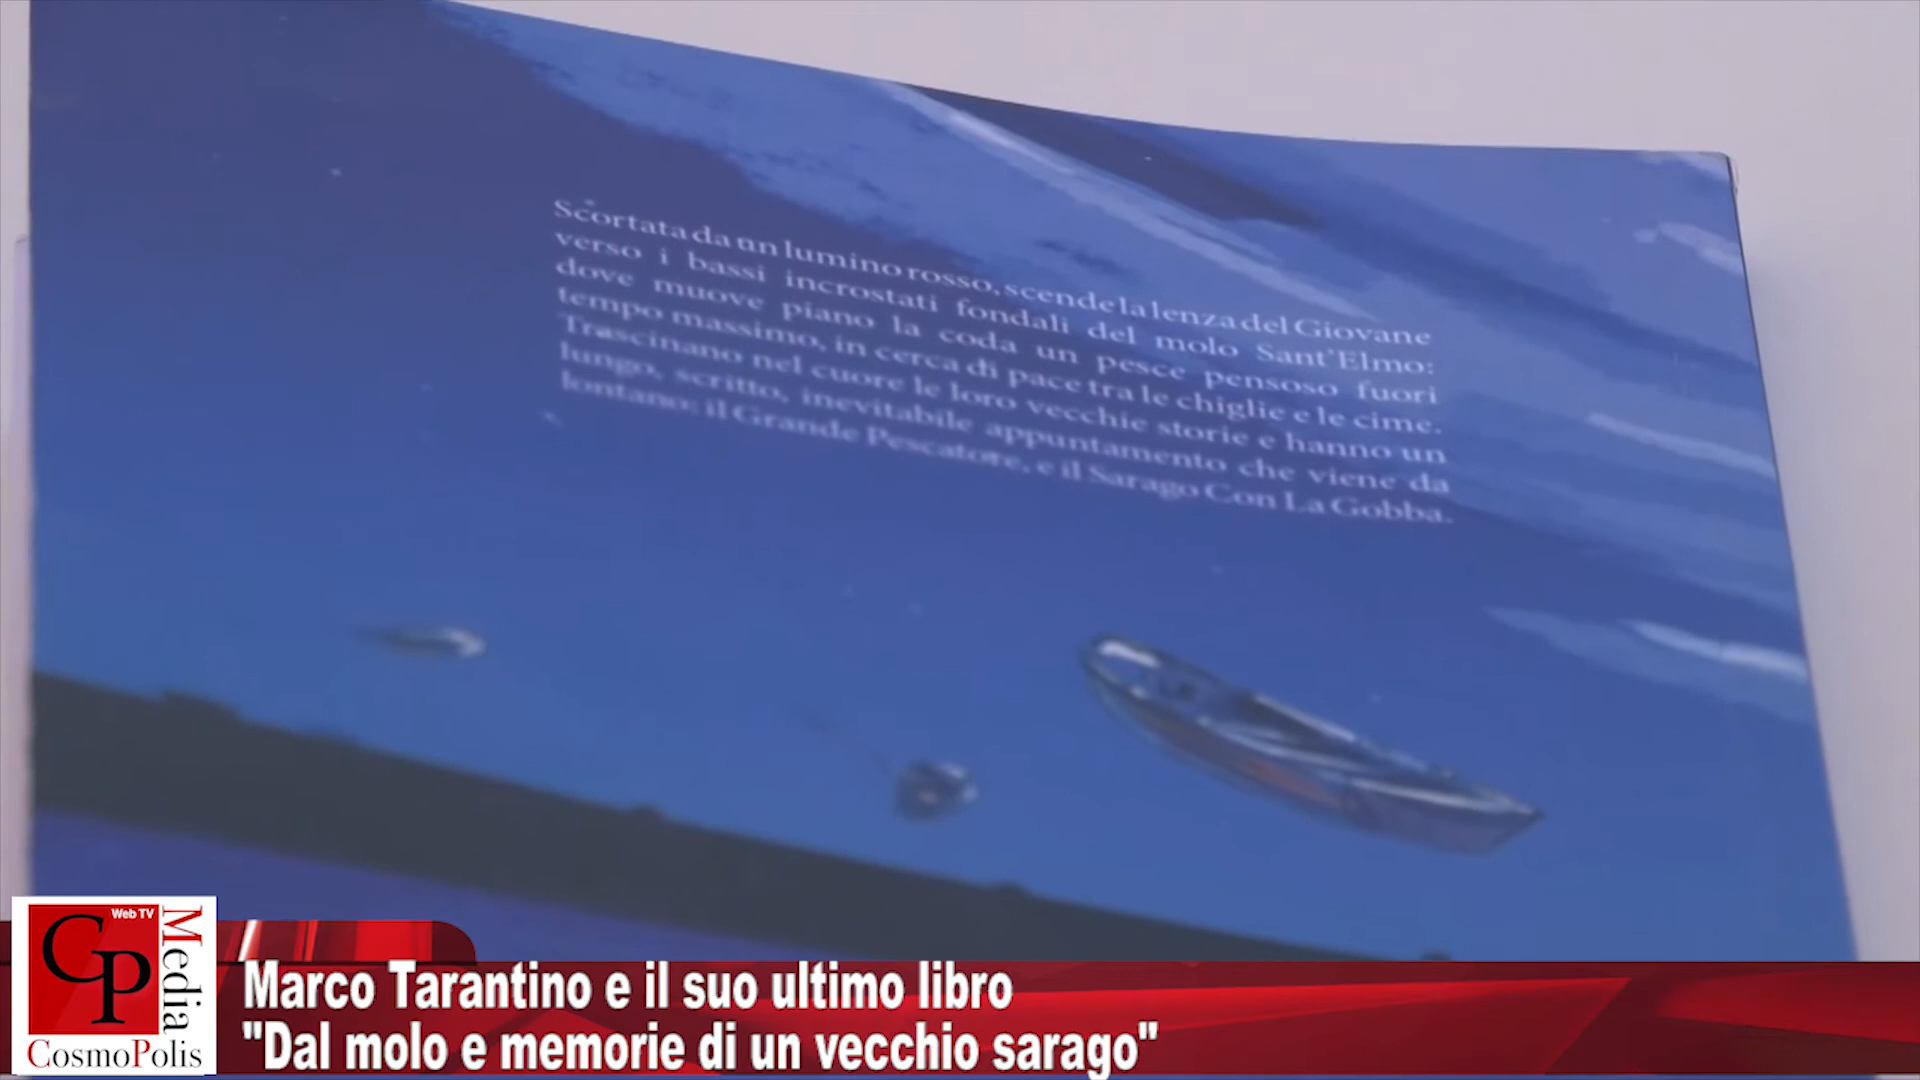 Scortata da un lumino rosso, scende la lenza del Giovane
verso i bassi incrostati fondali del molo Sant'Elmo:
dove muove piano la coda un pesce pensoso fuori
tempo massimo, in cerca di pace tra le chiglie e le cime.
Trascinano nel cuore le loro vecchie storie e hanno un
lungo, scritto, inevitabile appuntamento che viene da
lontano: il Grande Pescatore, e il Sarago Con La Gobba.
Web TV
CP
Media
CosmoPolis
Marco Tarantino e il suo ultimo libro
"Dal molo e memorie di un vecchio sarago"